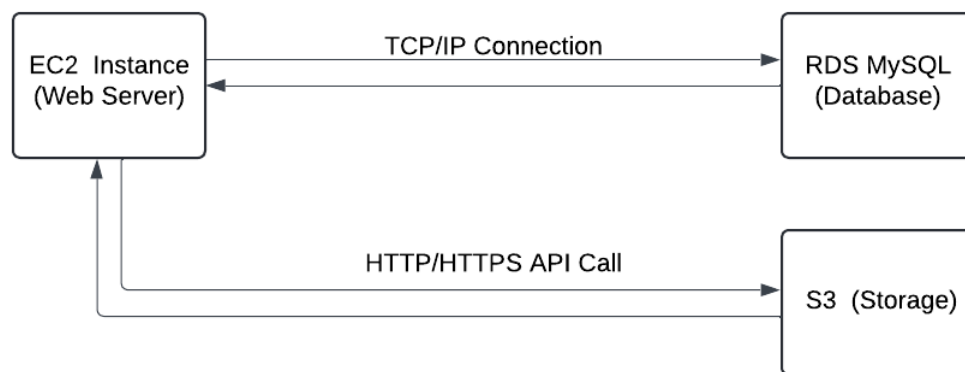 EC2  Instance
(Web Server)
TCP/IP Connection
RDS MySQL
(Database)
HTTP/HTTPS API Call
S3  (Storage)